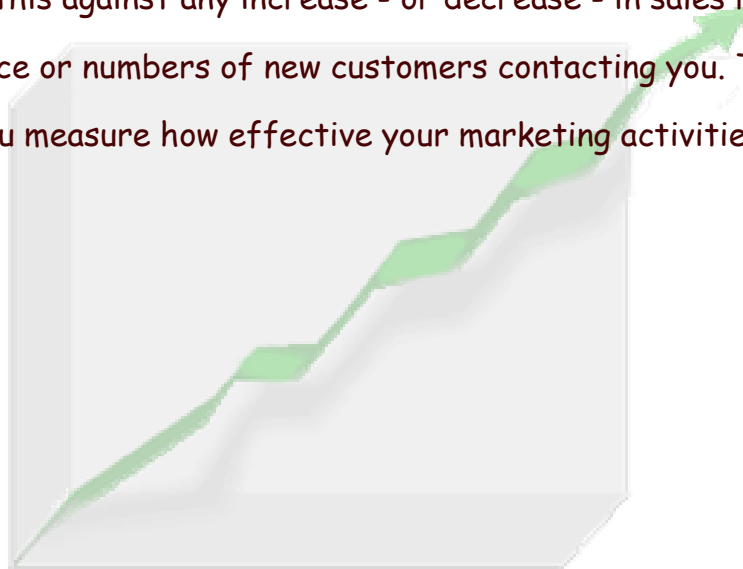 this against any increase - or decrease - in sales
ce or numbers of new customers contacting you.
u measure how effective your marketing activitie